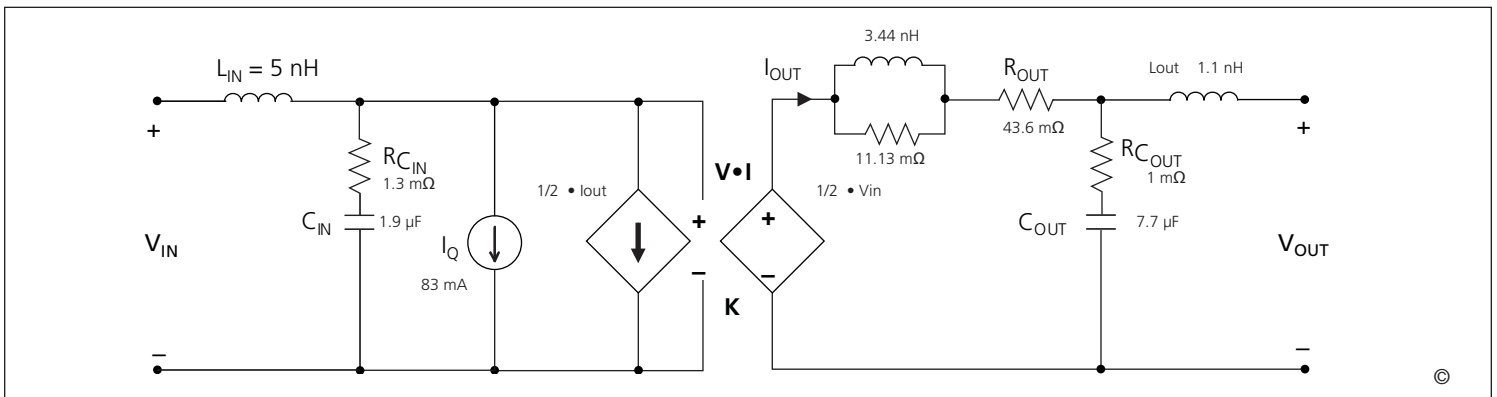 3.44 nH
L_IN = 5 nH
I_OUT
R_OUT
Lout 1.1 nH
+
+
43.6 mΩ
R_C_IN
1.3 mΩ
11.13 mΩ
R_C_OUT
1 mΩ
V•I
1/2 • Iout
1/2 • Vin
+
+
C_IN
1.9 µF
C_OUT
7.7 µF
V_IN
I_Q
V_OUT
–
–
83 mA
K
–
–
©